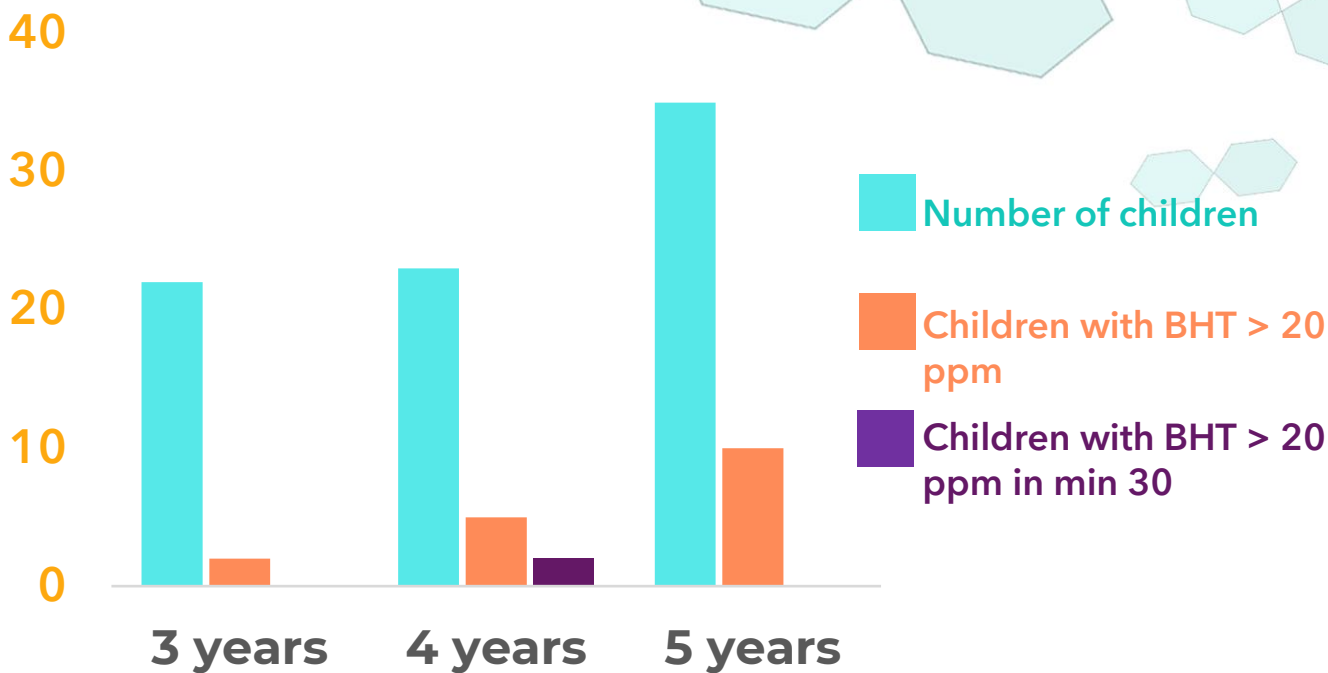 40
30
20
10
0
3 years
4 years
5 years
Number of children
Children with BHT > 20
ppm
Children with BHT > 20
ppm in min 30